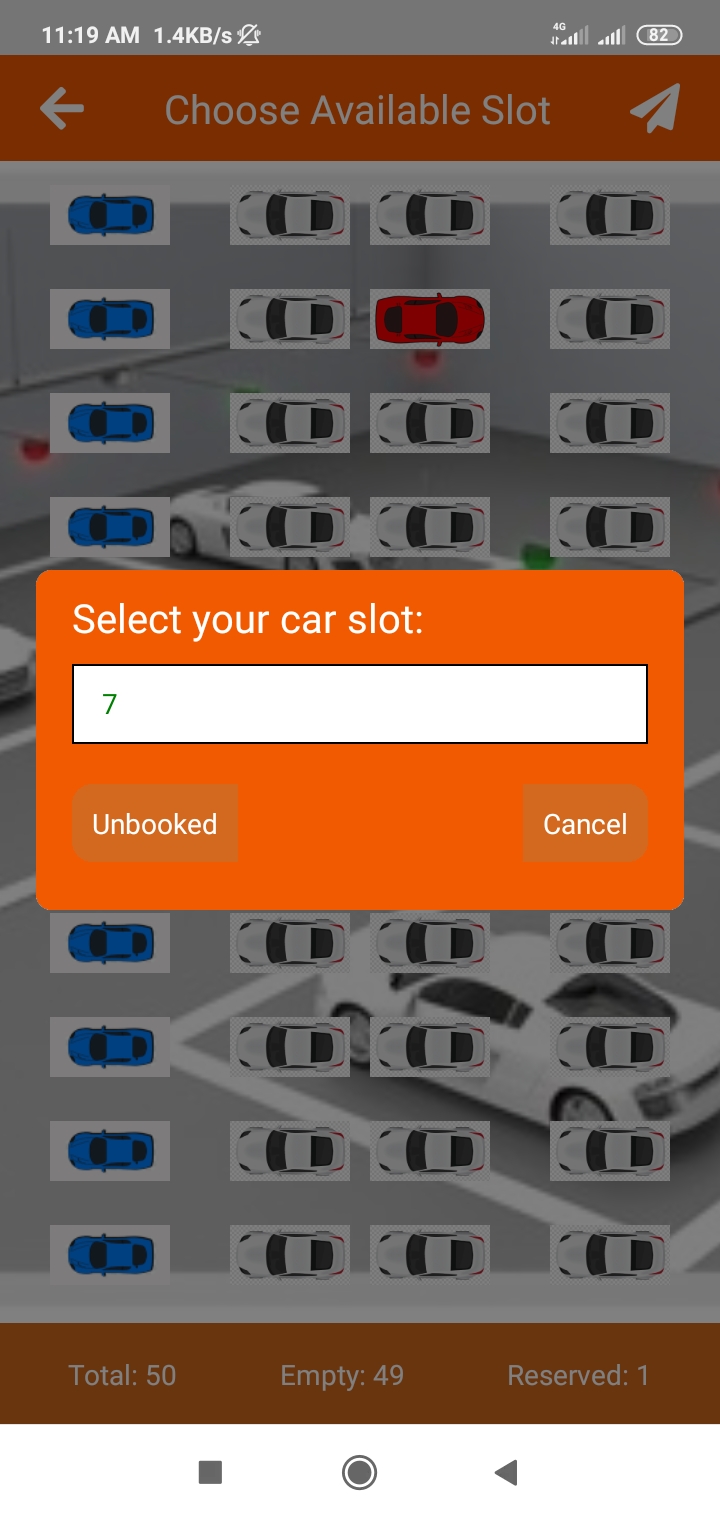 11:19 AM 1.4KB/s 4G 82
Choose Available Slot
Select your car slot:
7
Unbooked Cancel
Total: 50 Empty: 49 Reserved: 1